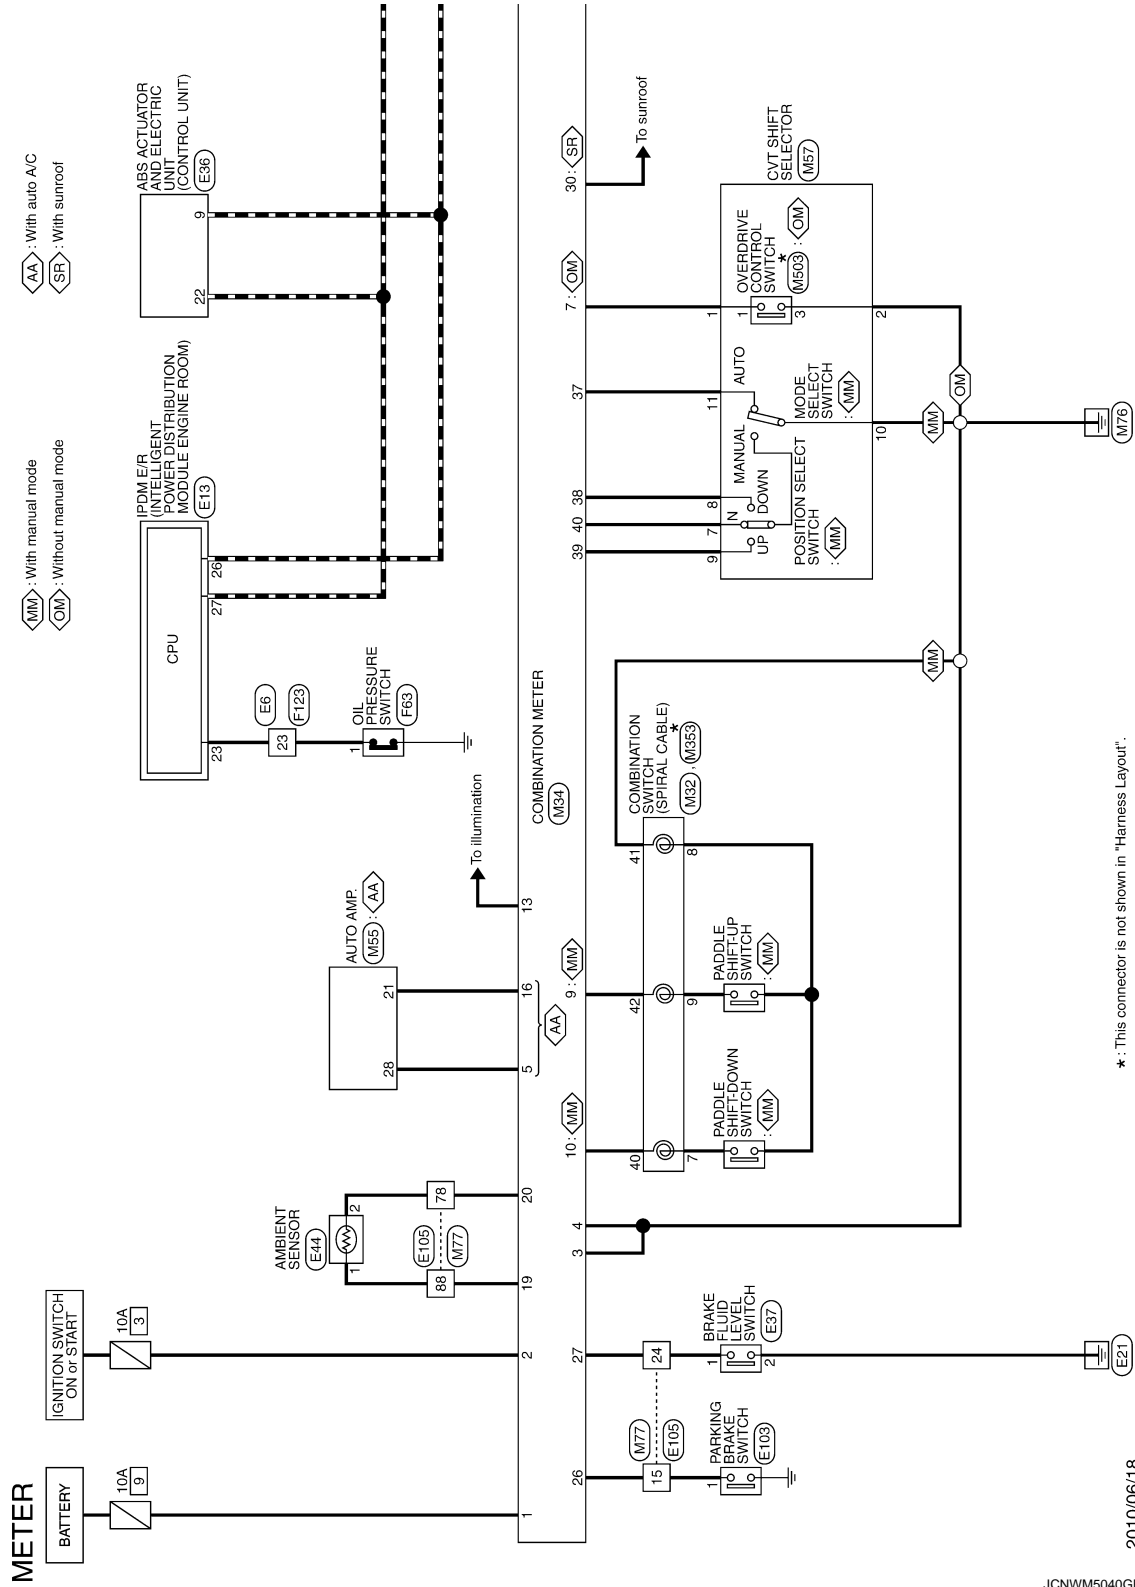 METER
BATTERY
10A
9
IGNITION SWITCH
ON or START
10A
3
MM : With manual mode
OM : Without manual mode
AA : With auto A/C
SR : With sunroof
AMBIENT
SENSOR
E44
1
2
E105
M77
88
78
AUTO AMP.
M55 : AA
28
21
To illumination
CPU
IPDM E/R
(INTELLIGENT
POWER DISTRIBUTION
MODULE ENGINE ROOM)
E13
23
27
26
E6
F123
23
1
OIL
PRESSURE
SWITCH
F63
ABS ACTUATOR
AND ELECTRIC
UNIT
(CONTROL UNIT)
E36
22
9
1
2
19
20
5
16
AA
13
COMBINATION METER
M34
26
27
3
4
10 : MM
9 : MM
39
40
38
37
7 : OM
30 : SR
To sunroof
M77
E105
15
24
1
PARKING
BRAKE
SWITCH
E103
1
2
BRAKE
FLUID
LEVEL
SWITCH
E37
E21
COMBINATION
SWITCH
(SPIRAL CABLE)
M32 , M353 *
40
42
41
7
9
8
PADDLE
SHIFT-DOWN
SWITCH
: MM
PADDLE
SHIFT-UP
SWITCH
: MM
MM
CVT SHIFT
SELECTOR
M57
9
7
8
11
1
UP
N
DOWN
MANUAL
AUTO
POSITION SELECT
SWITCH
: MM
MODE
SELECT
SWITCH
: MM
OVERDRIVE
CONTROL
SWITCH
* M503 : OM
1
3
10
2
MM
OM
M76
* : This connector is not shown in "Harness Layout".
2010/06/18